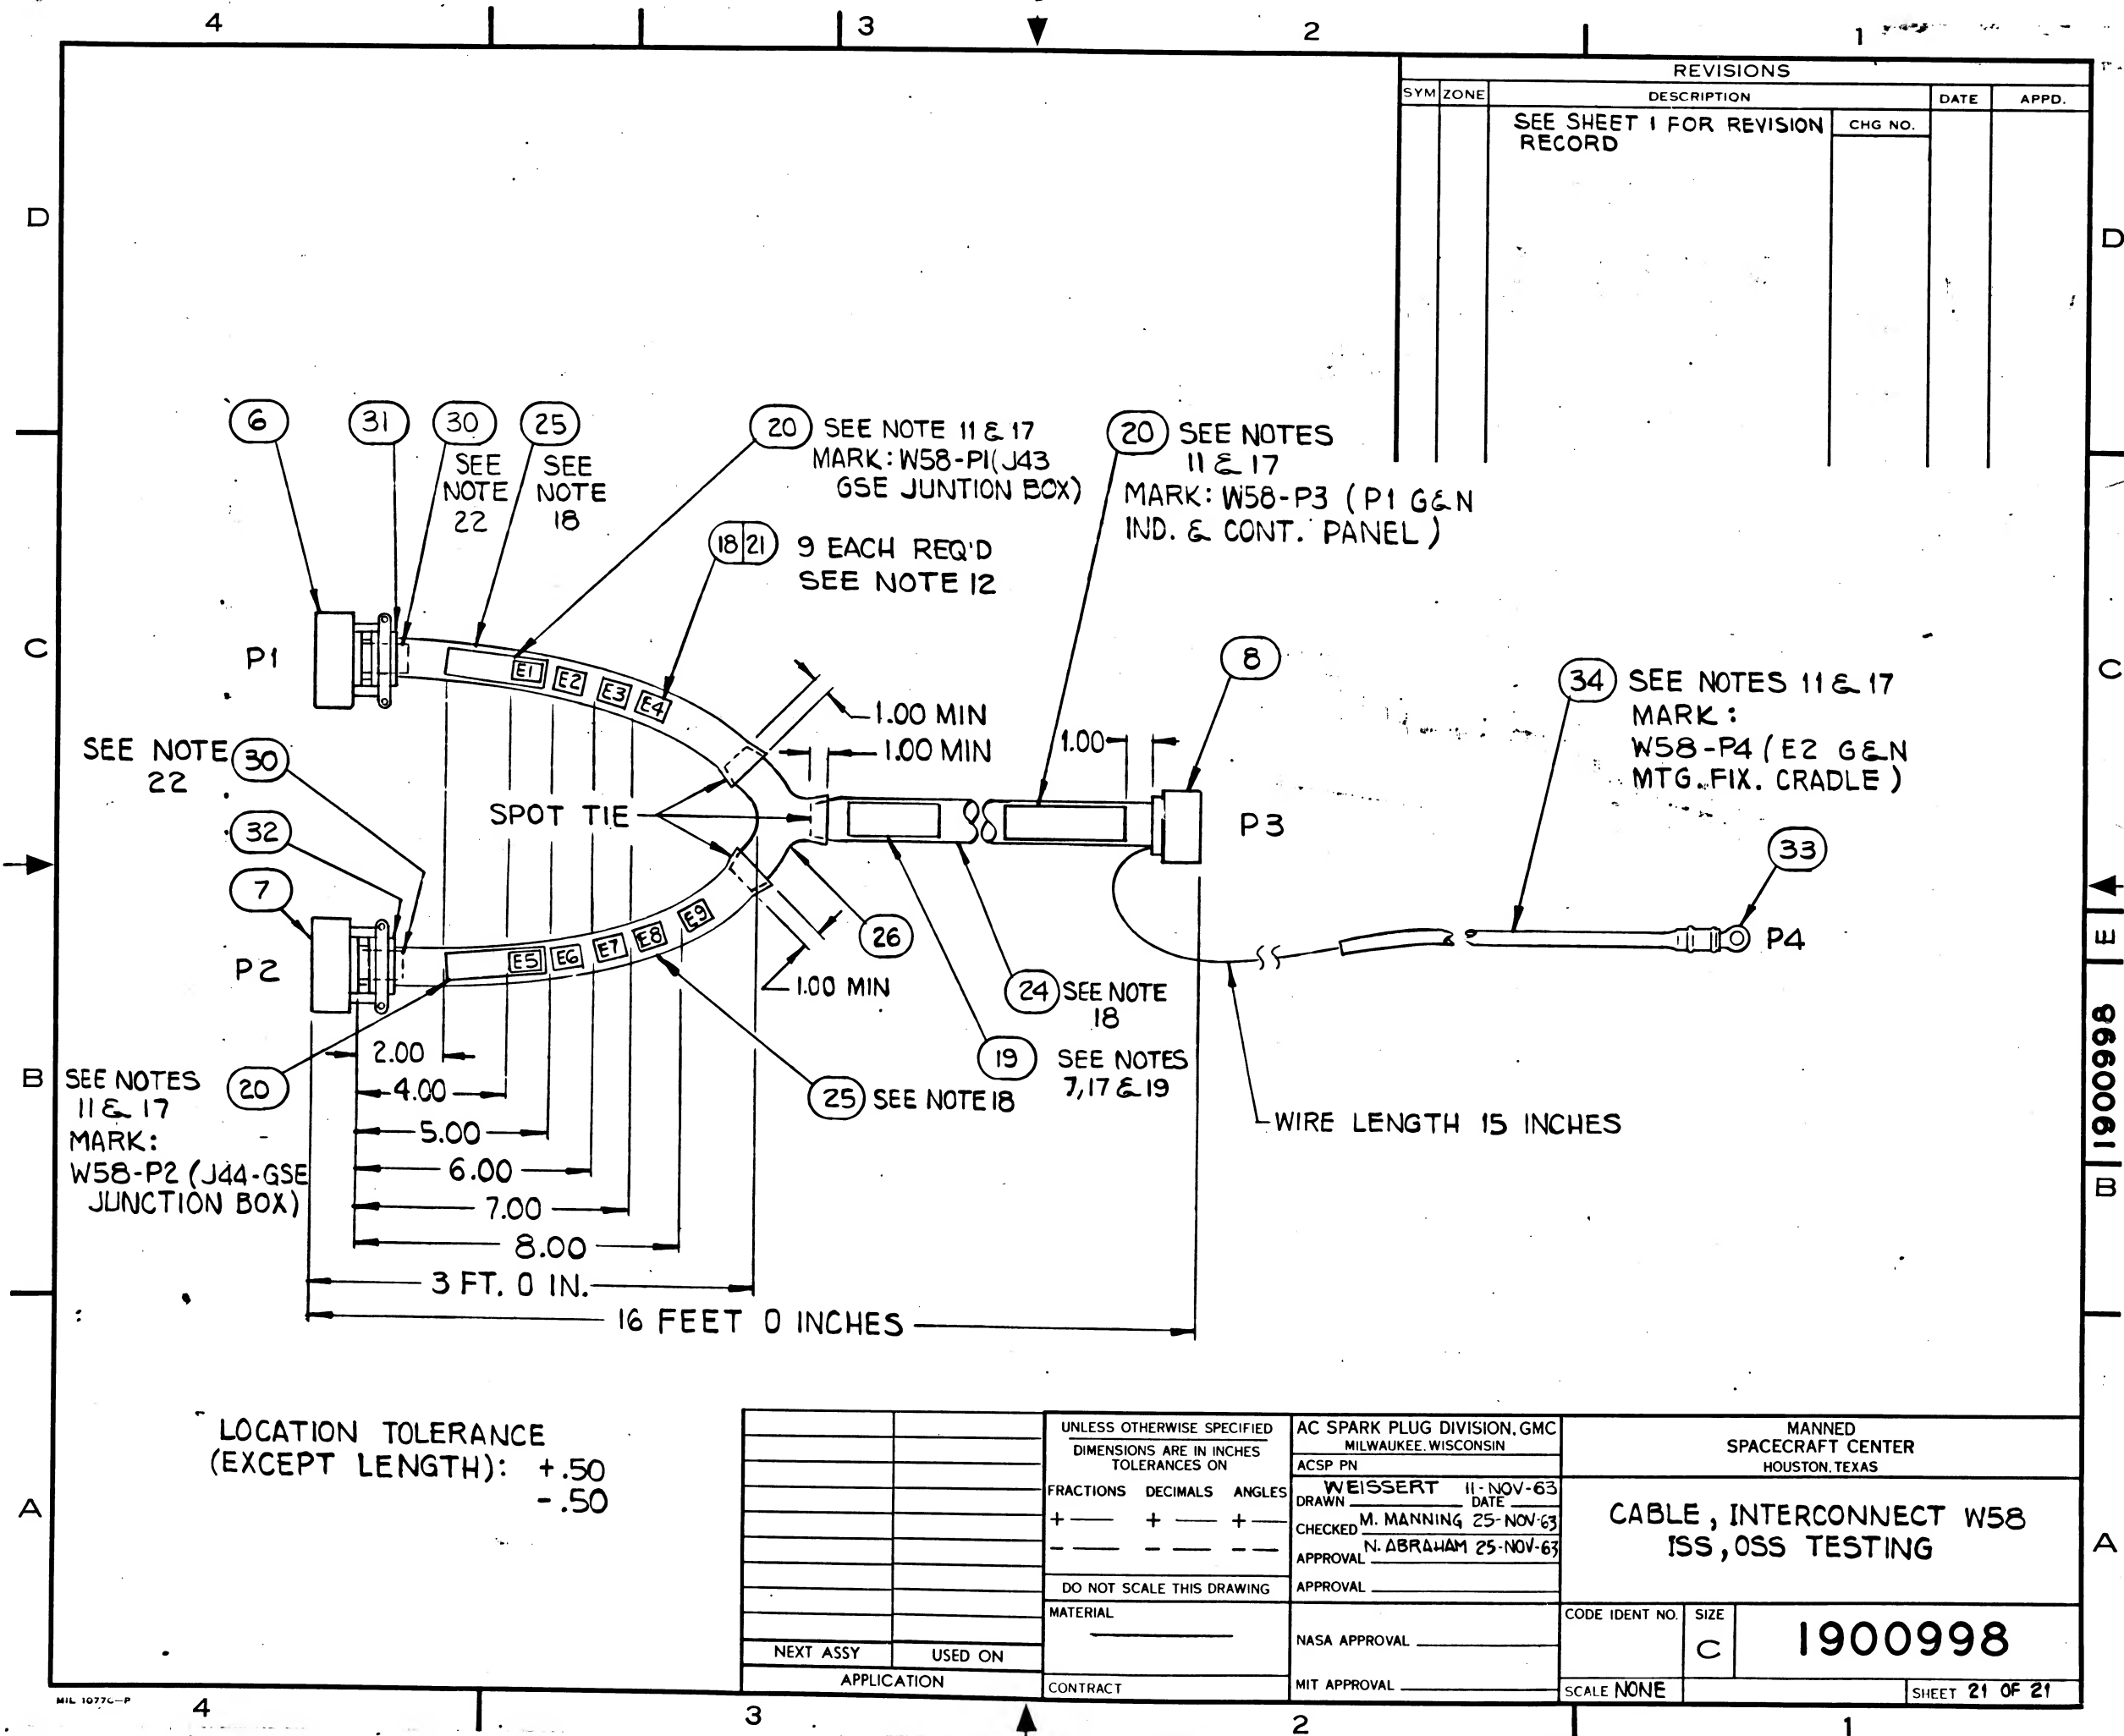 4 3 2 1
REVISIONS
SYM ZONE DESCRIPTION DATE APPD.
SEE SHEET 1 FOR REVISION
RECORD
CHG NO.
D
D
6
31
30
SEE
NOTE
22
25
SEE
NOTE
18
20 SEE NOTE 11 & 17
MARK: W58-P1(J43
GSE JUNTION BOX)
20 SEE NOTES
11 & 17
MARK: W58-P3 (P1 G&N
IND. & CONT. PANEL)
18 21 9 EACH REQ'D
SEE NOTE 12
C
P1
E1 E2 E3 E4
1.00 MIN
1.00 MIN
1.00
8
34 SEE NOTES 11 & 17
MARK:
W58-P4 (E2 G&N
MTG. FIX. CRADLE)
C
SEE NOTE
22
30
SPOT TIE
P3
32
33
7
P2
E5 E6 E7 E8 E9
26
1.00 MIN
P4
24 SEE NOTE
18
19 SEE NOTES
7, 17 & 19
25 SEE NOTE 18
WIRE LENGTH 15 INCHES
B
SEE NOTES
11 & 17
MARK:
W58-P2 (J44-GSE
JUNCTION BOX)
20
2.00
4.00
5.00
6.00
7.00
8.00
3 FT. 0 IN.
16 FEET 0 INCHES
E
1900998
B
LOCATION TOLERANCE
(EXCEPT LENGTH): +.50
-.50
A
NEXT ASSY USED ON
APPLICATION
UNLESS OTHERWISE SPECIFIED
DIMENSIONS ARE IN INCHES
TOLERANCES ON
FRACTIONS DECIMALS ANGLES
+ — + — + —
- — - — - —
DO NOT SCALE THIS DRAWING
MATERIAL
CONTRACT
AC SPARK PLUG DIVISION, GMC
MILWAUKEE, WISCONSIN
ACSP PN
DRAWN WEISSERT DATE 11-NOV-63
CHECKED M. MANNING 25-NOV-63
APPROVAL N. ABRAHAM 25-NOV-63
APPROVAL
NASA APPROVAL
MIT APPROVAL
MANNED
SPACECRAFT CENTER
HOUSTON, TEXAS
CABLE, INTERCONNECT W58
ISS, OSS TESTING
CODE IDENT NO. SIZE
C
1900998
SCALE NONE
SHEET 21 OF 21
A
MIL 1077C-P
4 3 2 1